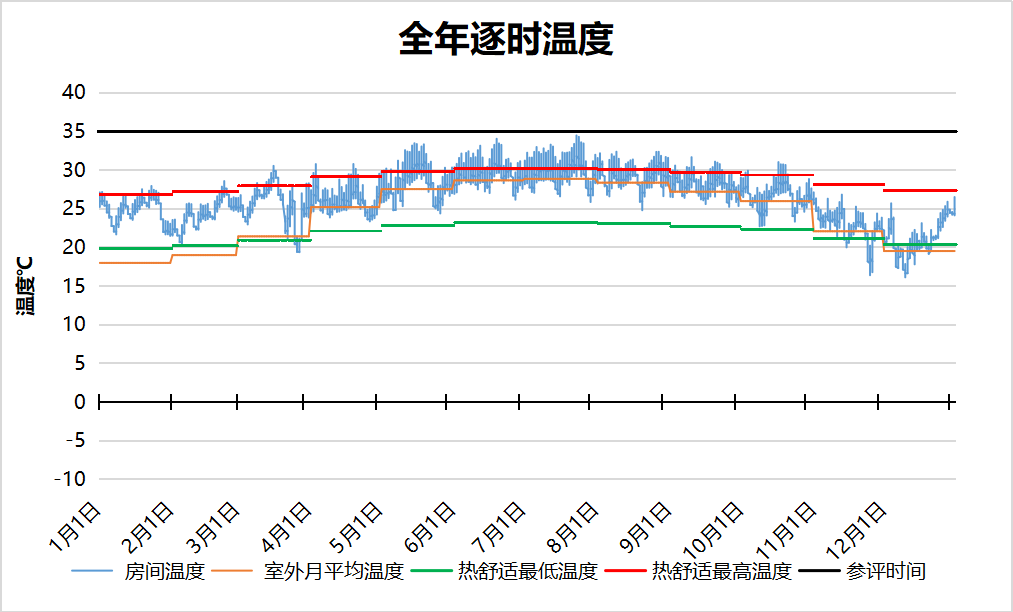 全年逐时温度
40
35
30
25
20
15
10
5
0
-5
-10
温度℃
1月1日
2月1日
3月1日
4月1日
5月1日
6月1日
7月1日
8月1日
9月1日
10月1日
11月1日
12月1日
房间温度 室外月平均温度 热舒适最低温度 热舒适最高温度 参评时间